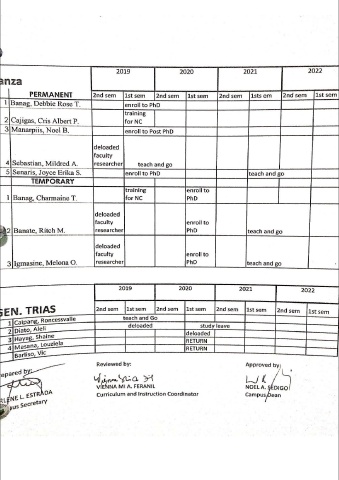 anza
2019 2020 2021 2022
PERMANENT 2nd sem 1st sem 2nd sem 1st sem 2nd sem 1sts em 2nd sem 1st sem
1 Banag, Debbie Rose T. enroll to PhD
2 Cajigas, Cris Albert P. training for NC
3 Manarpiis, Noel B. enroll to Post PhD
4 Sebastian, Mildred A. deloaded faculty researcher teach and go
5 Senaris, Joyce Erika S. enroll to PhD teach and go
TEMPORARY
1 Banag, Charmaine T. training for NC enroll to PhD
2 Banate, Ritch M. deloaded faculty researcher enroll to PhD teach and go
3 Igmasine, Melona O. deloaded faculty researcher enroll to PhD teach and go
2019 2020 2021 2022
GEN. TRIAS 2nd sem 1st sem 2nd sem 1st sem 2nd sem 1st sem 2nd sem 1st sem
1 Caipang, Roncessvalle teach and Go
2 Diato, Aleli deloaded study leave
3 Hayag, Shaine deloaded
4 Masana, Louziela RETURN
Barliso, Vic RETURN
epared by: Reviewed by: Approved by:
RLENE L. ESTRADA VIENNA MI A. FERANIL NOEL A. SEDIGO
pus Secretary Curriculum and Instruction Coordinator Campus Dean